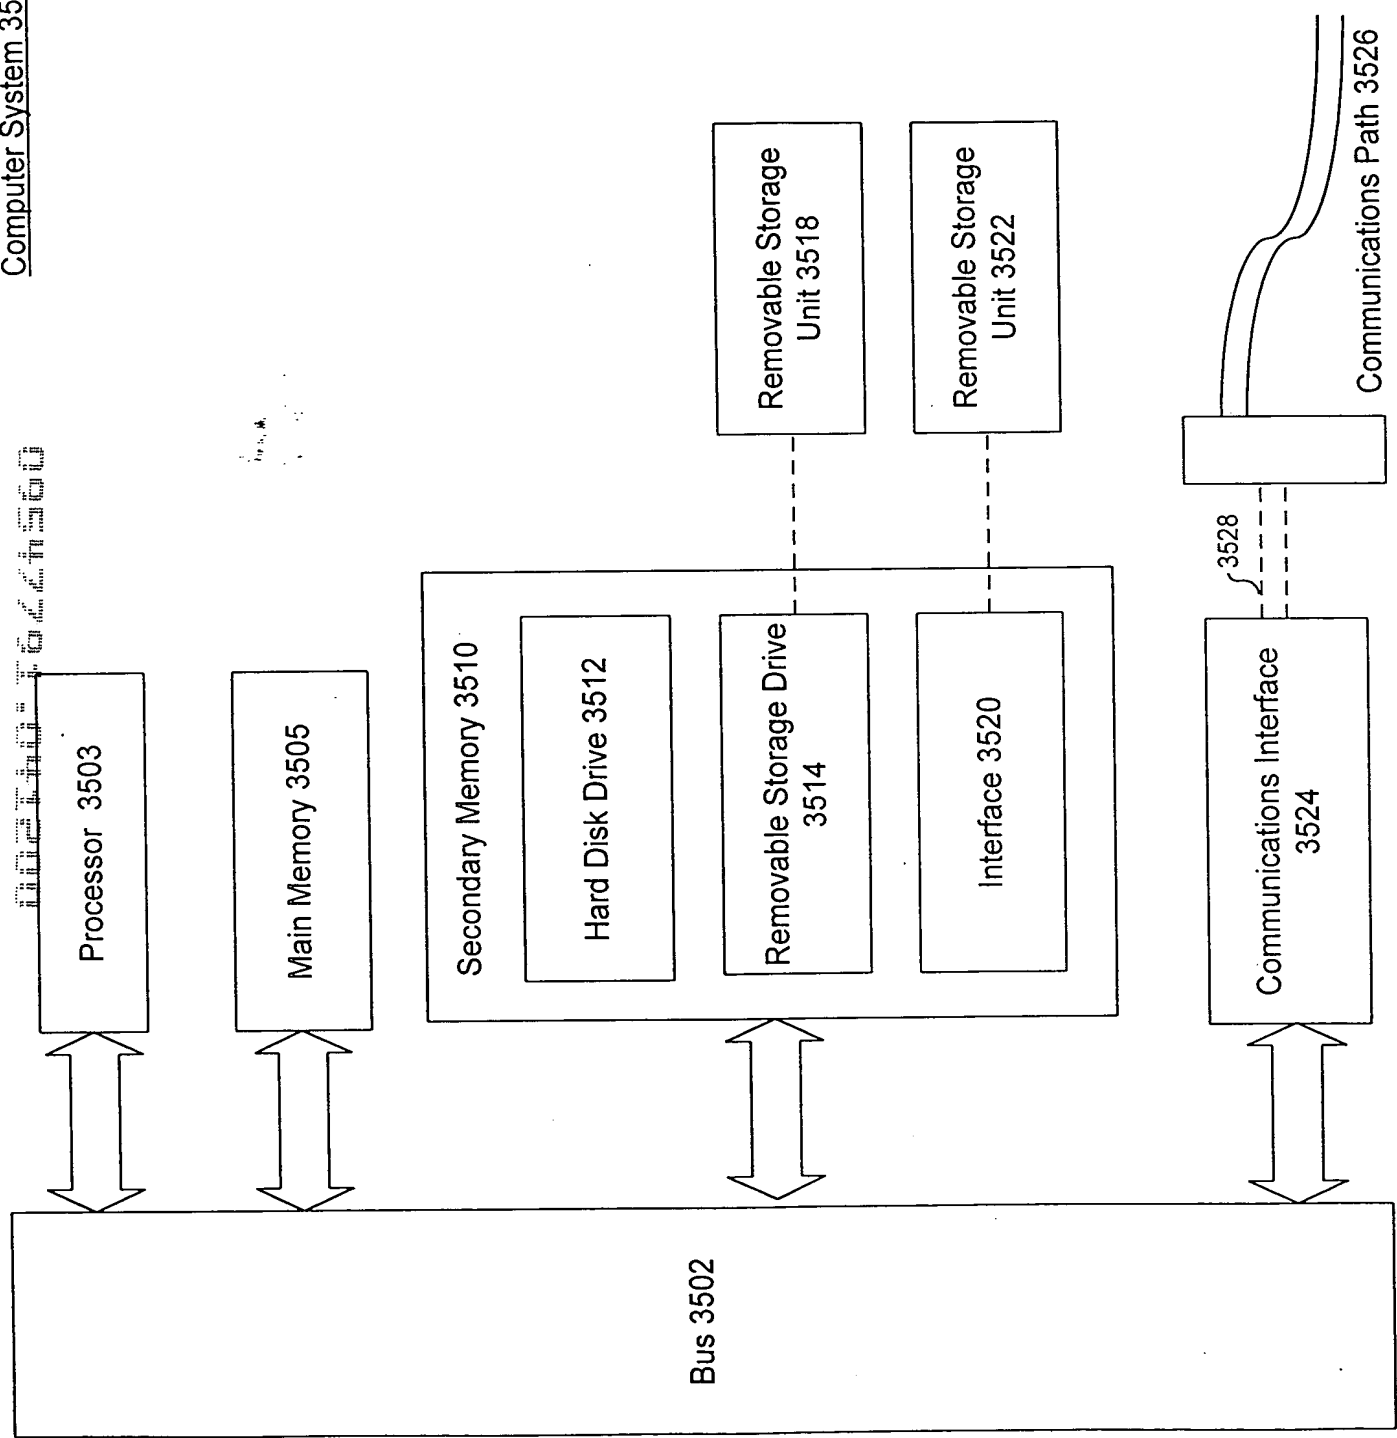 Computer System 35
Processor 3503
Main Memory 3505
Secondary Memory 3510
Hard Disk Drive 3512
Removable Storage Drive
3514
Interface 3520
Removable Storage
Unit 3518
Removable Storage
Unit 3522
Bus 3502
Communications Interface
3524
3528
Communications Path 3526